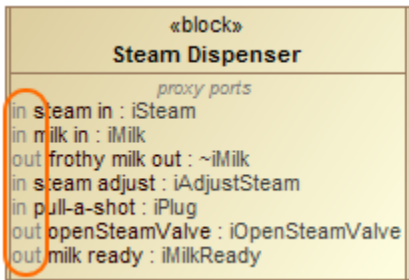 «block»
Steam Dispenser
proxy ports
in steam in : iSteam
in milk in : iMilk
out frothy milk out : ~iMilk
in steam adjust : iAdjustSteam
in pull-a-shot : iPlug
out openSteamValve : iOpenSteamValve
out milk ready : iMilkReady